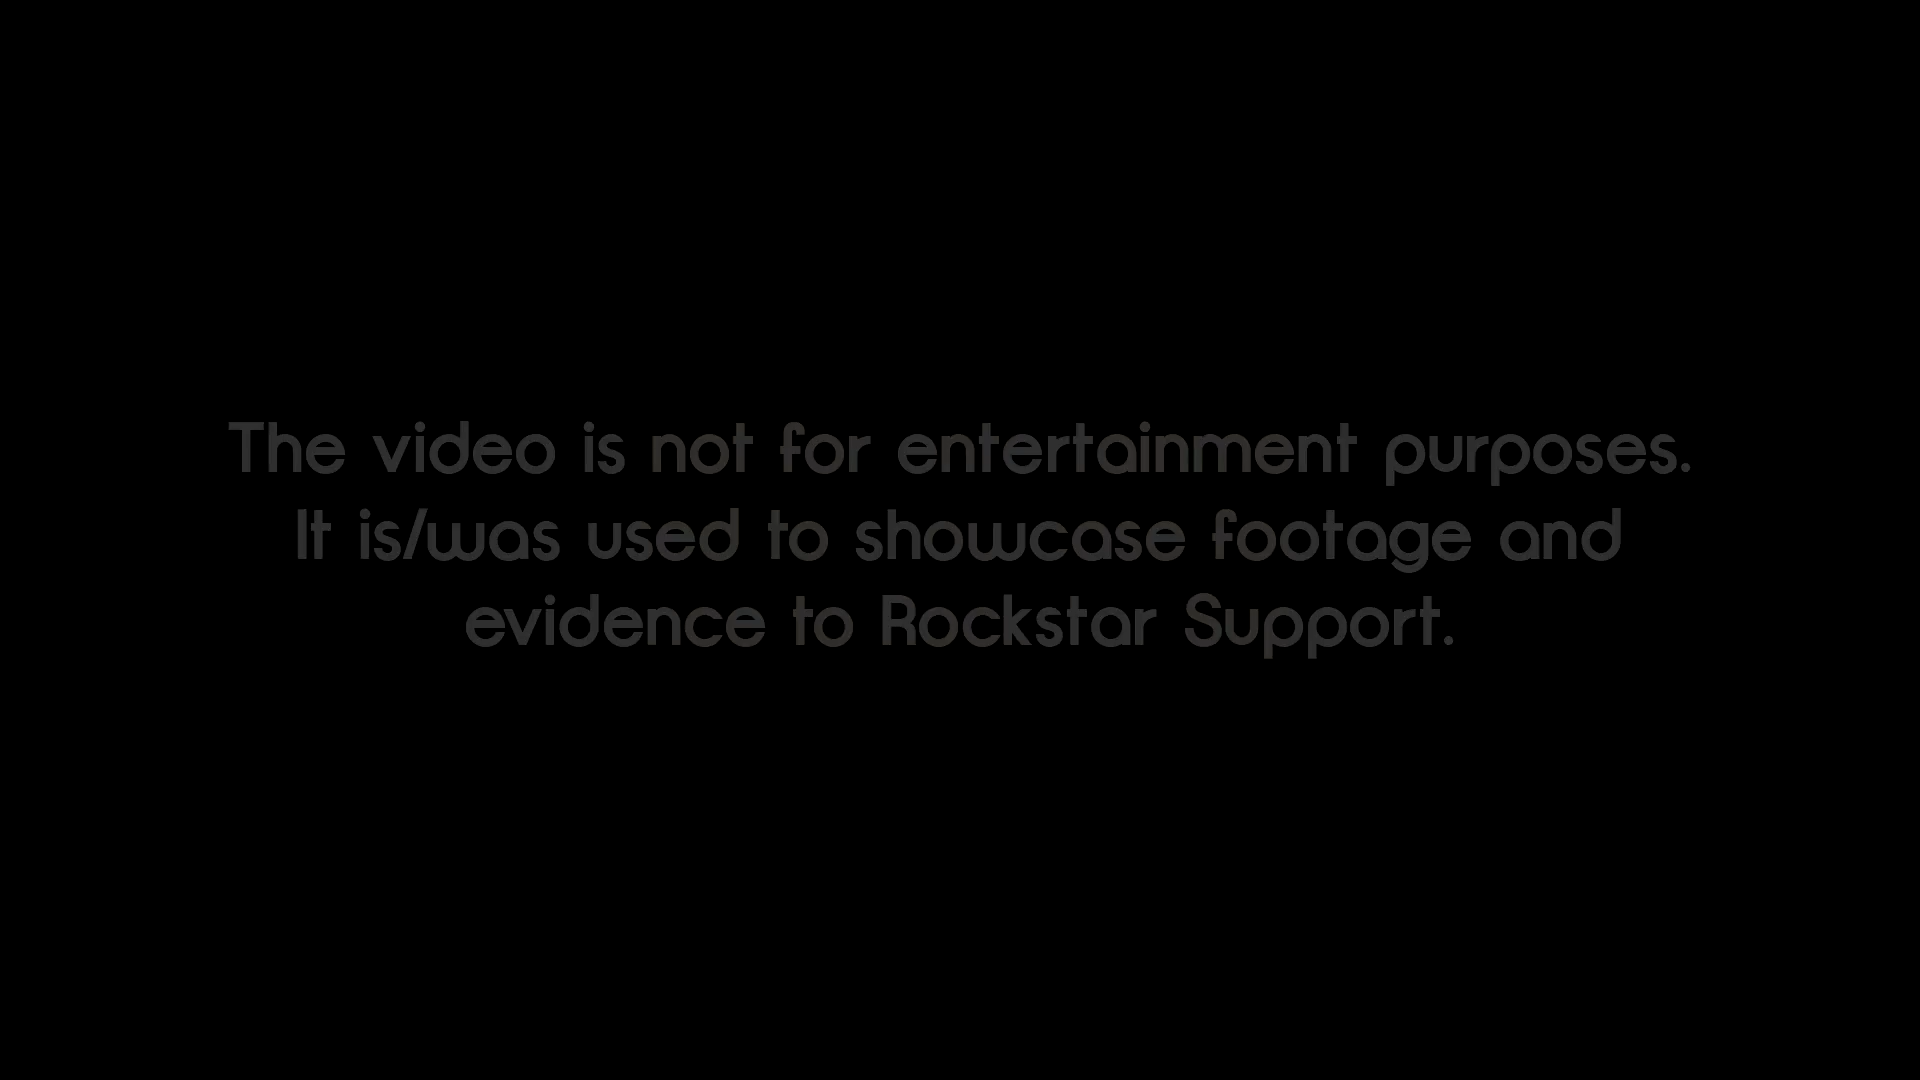 The video is not for entertainment purposes.
It is/was used to showcase footage and
evidence to Rockstar Support.